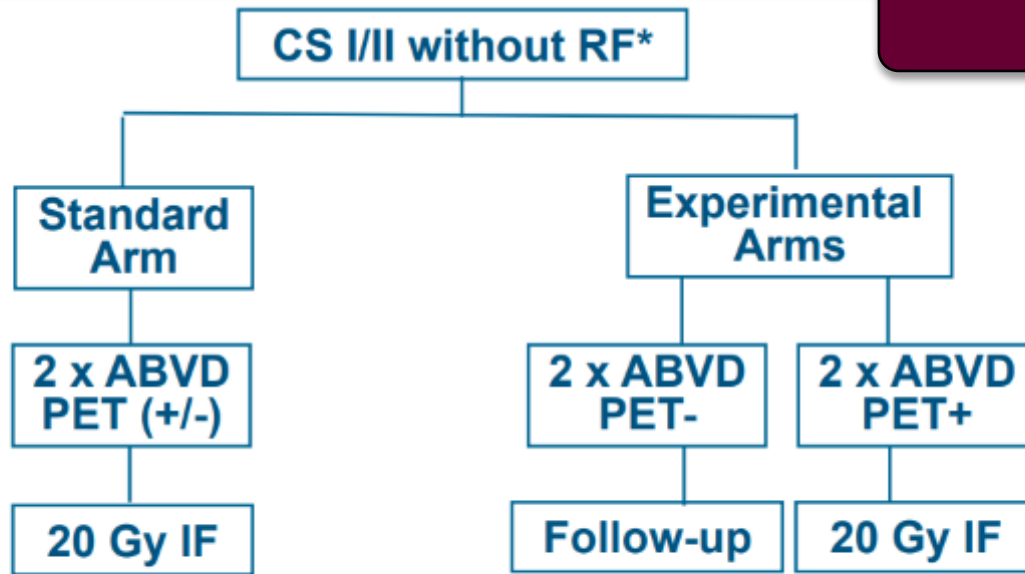 CS I/II without RF*
Standard
Arm
Experimental
Arms
2 x ABVD
PET (+/-)
2 x ABVD
PET-
2 x ABVD
PET+
20 Gy IF
Follow-up
20 Gy IF